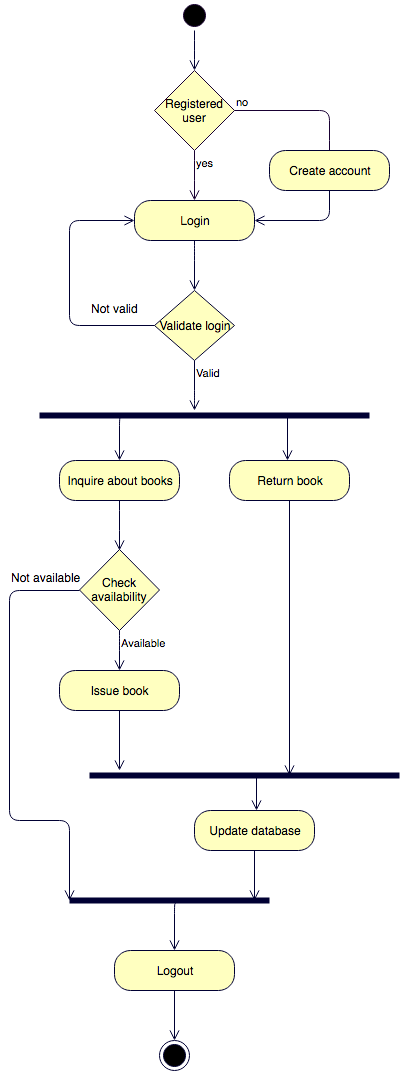 Registered
user
no
yes
Create account
Login
Not valid
Validate login
Valid
Inquire about books
Return book
Not available
Check
availability
Available
Issue book
Update database
Logout